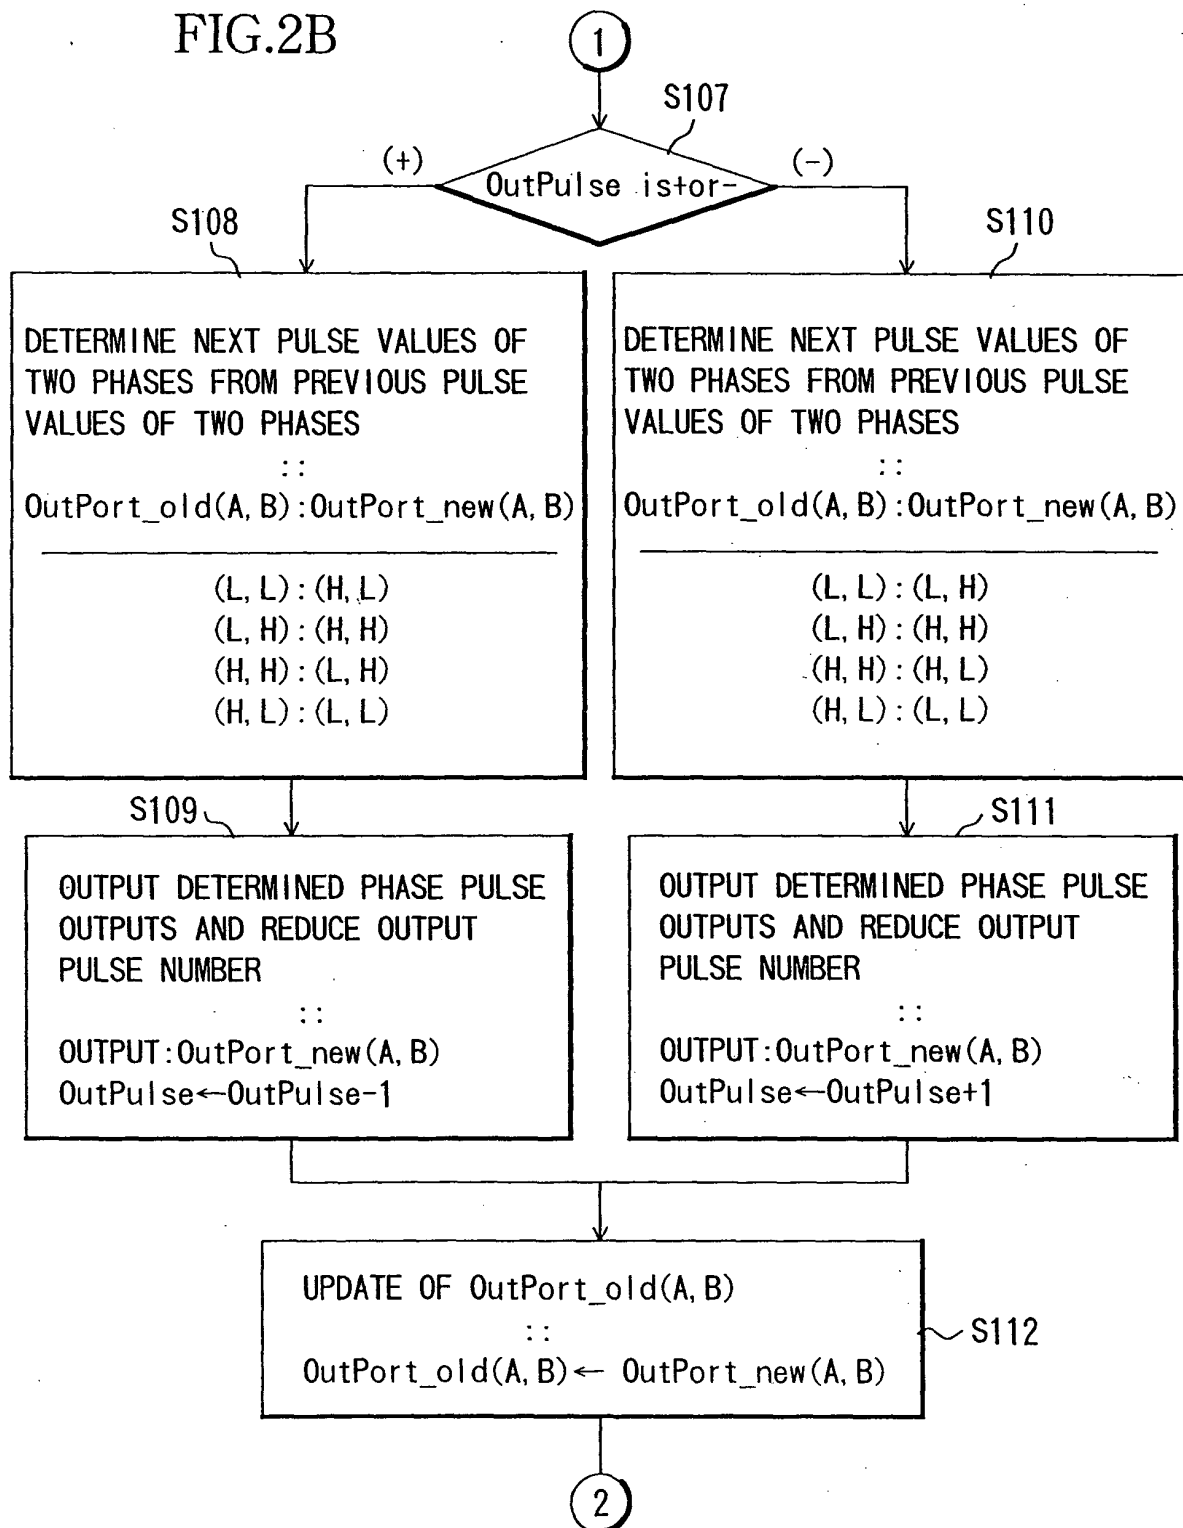 FIG.2B
1
S107
(+)
OutPulse is+or-
(-)
S108
DETERMINE NEXT PULSE VALUES OF
TWO PHASES FROM PREVIOUS PULSE
VALUES OF TWO PHASES
::
OutPort_old(A,B):OutPort_new(A,B)
(L,L):(H,L)
(L,H):(H,H)
(H,H):(L,H)
(H,L):(L,L)
S110
DETERMINE NEXT PULSE VALUES OF
TWO PHASES FROM PREVIOUS PULSE
VALUES OF TWO PHASES
::
OutPort_old(A,B):OutPort_new(A,B)
(L,L):(L,H)
(L,H):(H,H)
(H,H):(H,L)
(H,L):(L,L)
S109
OUTPUT DETERMINED PHASE PULSE
OUTPUTS AND REDUCE OUTPUT
PULSE NUMBER
::
OUTPUT:OutPort_new(A,B)
OutPulse←OutPulse-1
S111
OUTPUT DETERMINED PHASE PULSE
OUTPUTS AND REDUCE OUTPUT
PULSE NUMBER
::
OUTPUT:OutPort_new(A,B)
OutPulse←OutPulse+1
UPDATE OF OutPort_old(A,B)
::
OutPort_old(A,B)← OutPort_new(A,B)
S112
2